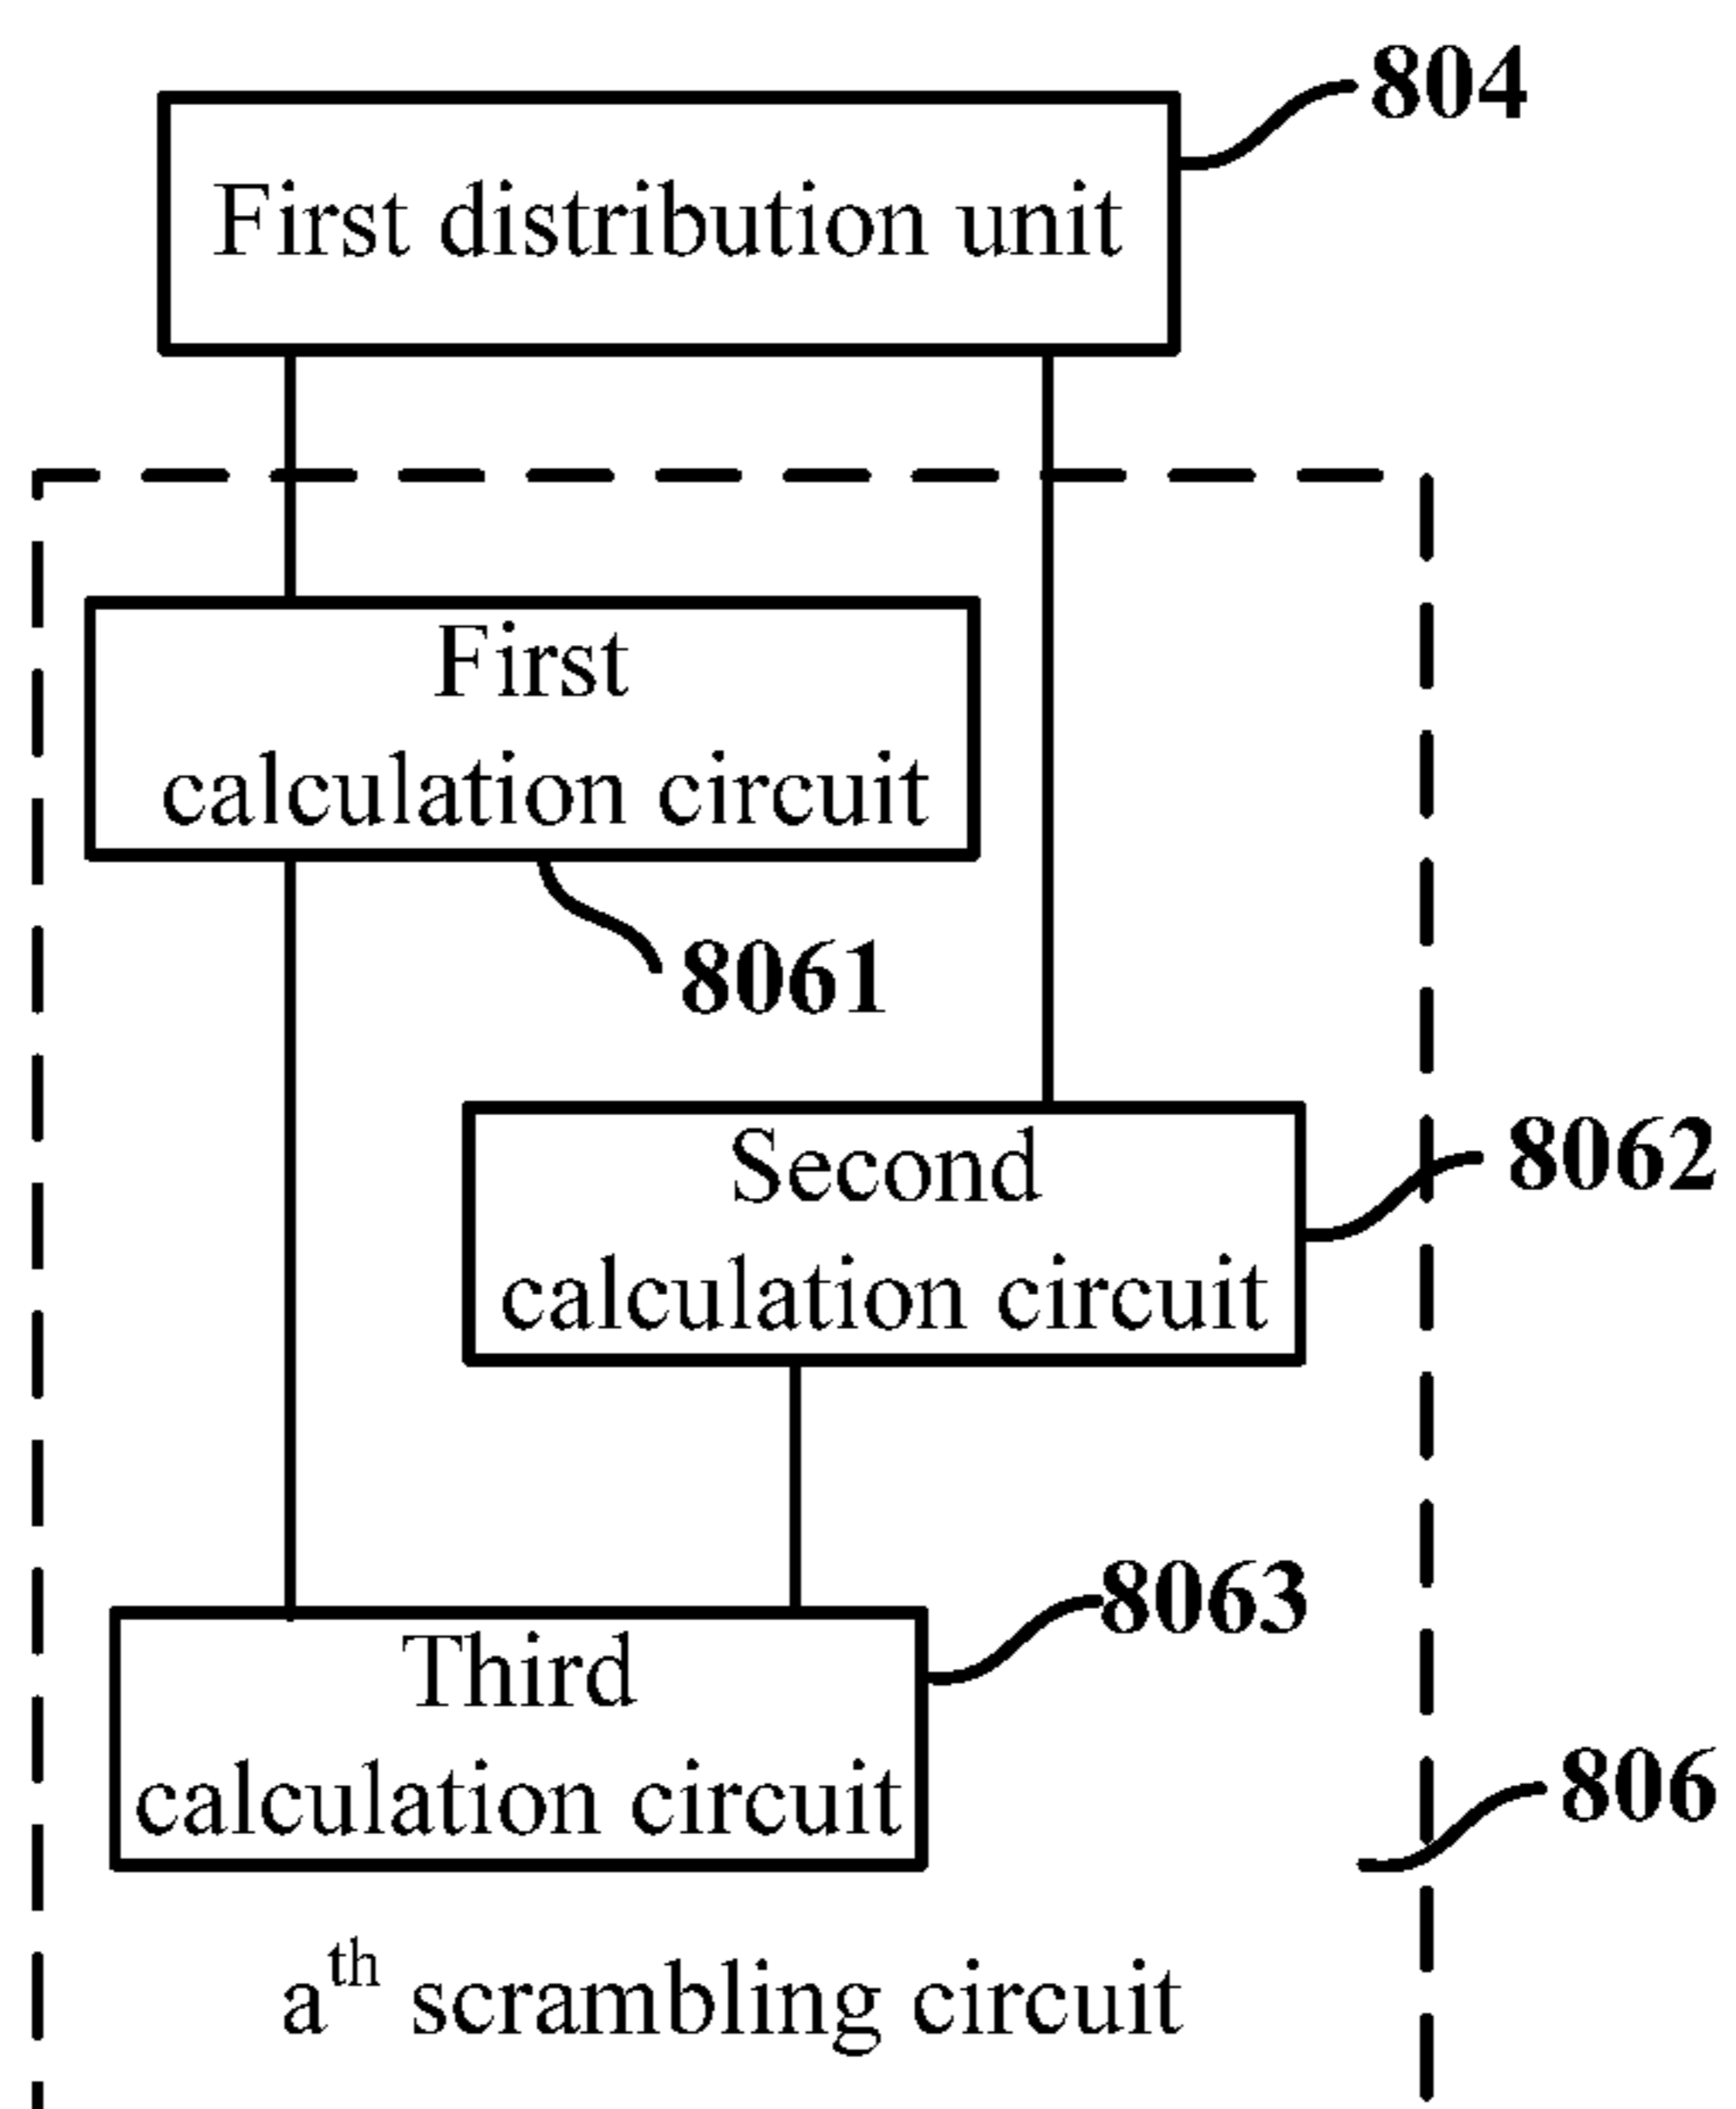 804
First distribution unit
First
calculation circuit
8061
Second
calculation circuit
8062
8063
Third
calculation circuit
806
ath scrambling circuit